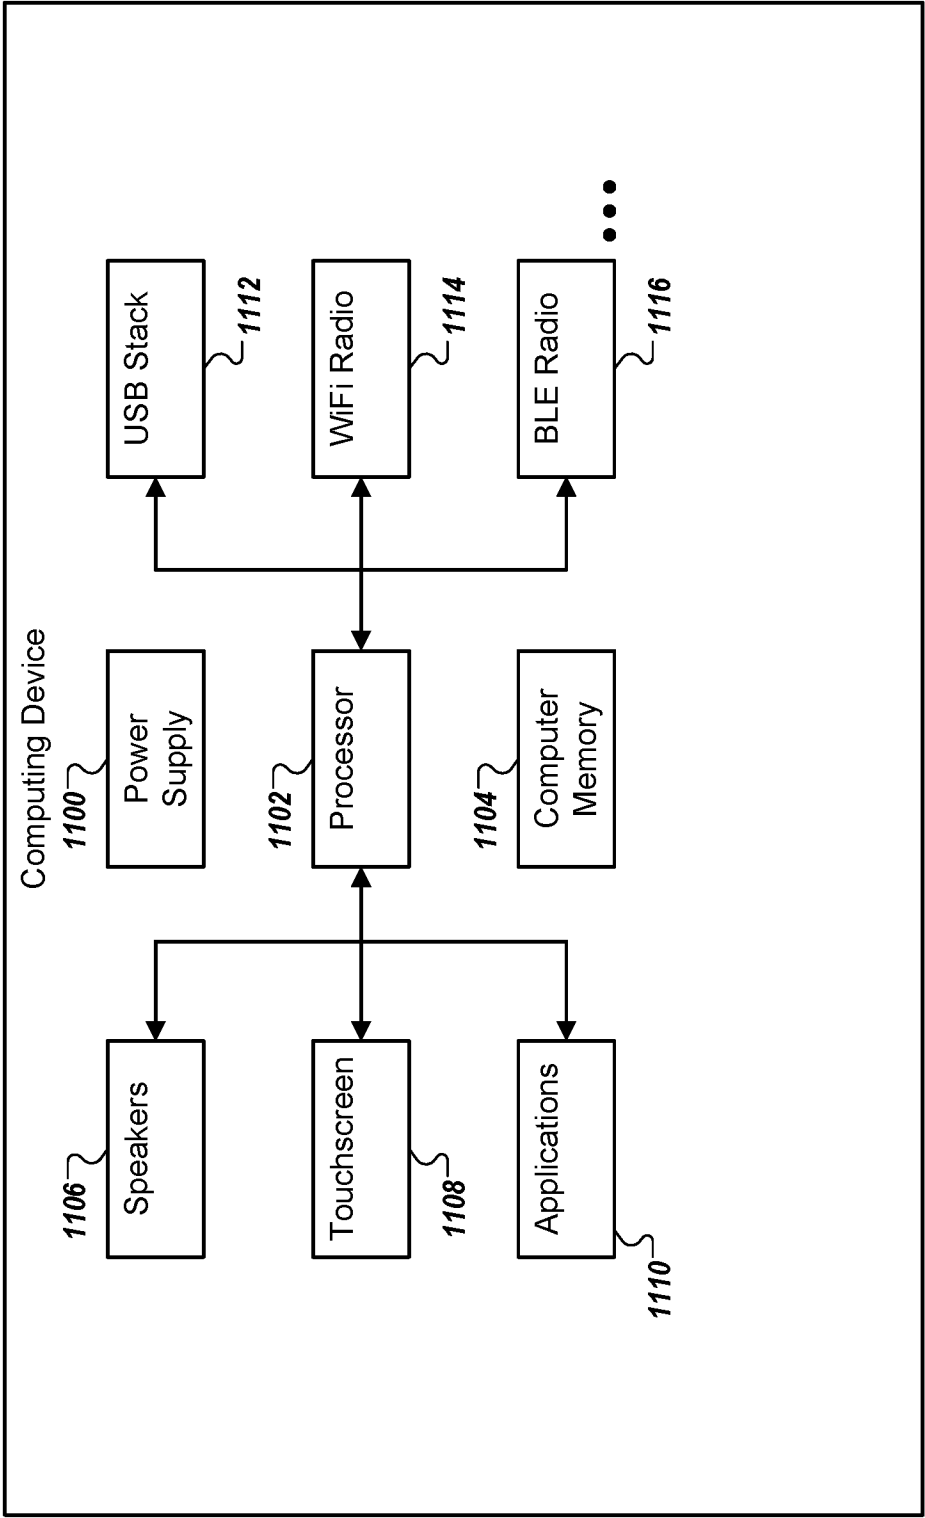 Computing Device
1106
1100
Speakers
Power
Supply
USB Stack
1112
1102
Touchscreen
Processor
WiFi Radio
1108
1114
1104
Applications
Computer
Memory
BLE Radio
1110
1116